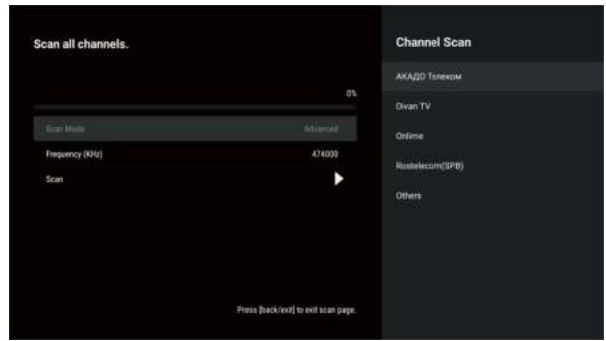 Scan all channels.
0%
Scan Mode Advanced
Frequency (KHz) 474000
Scan
Press [back/exit] to exit scan page.
Channel Scan
АКАДО Телеком
Divan TV
Onlime
Rostelecom(SPB)
Others